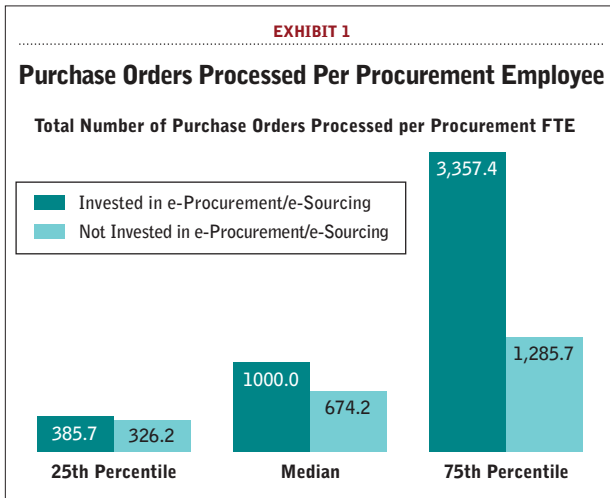 EXHIBIT 1
Purchase Orders Processed Per Procurement Employee
Total Number of Purchase Orders Processed per Procurement FTE
Invested in e-Procurement/e-Sourcing
Not Invested in e-Procurement/e-Sourcing
385.7
326.2
1000.0
674.2
3,357.4
1,285.7
25th Percentile
Median
75th Percentile